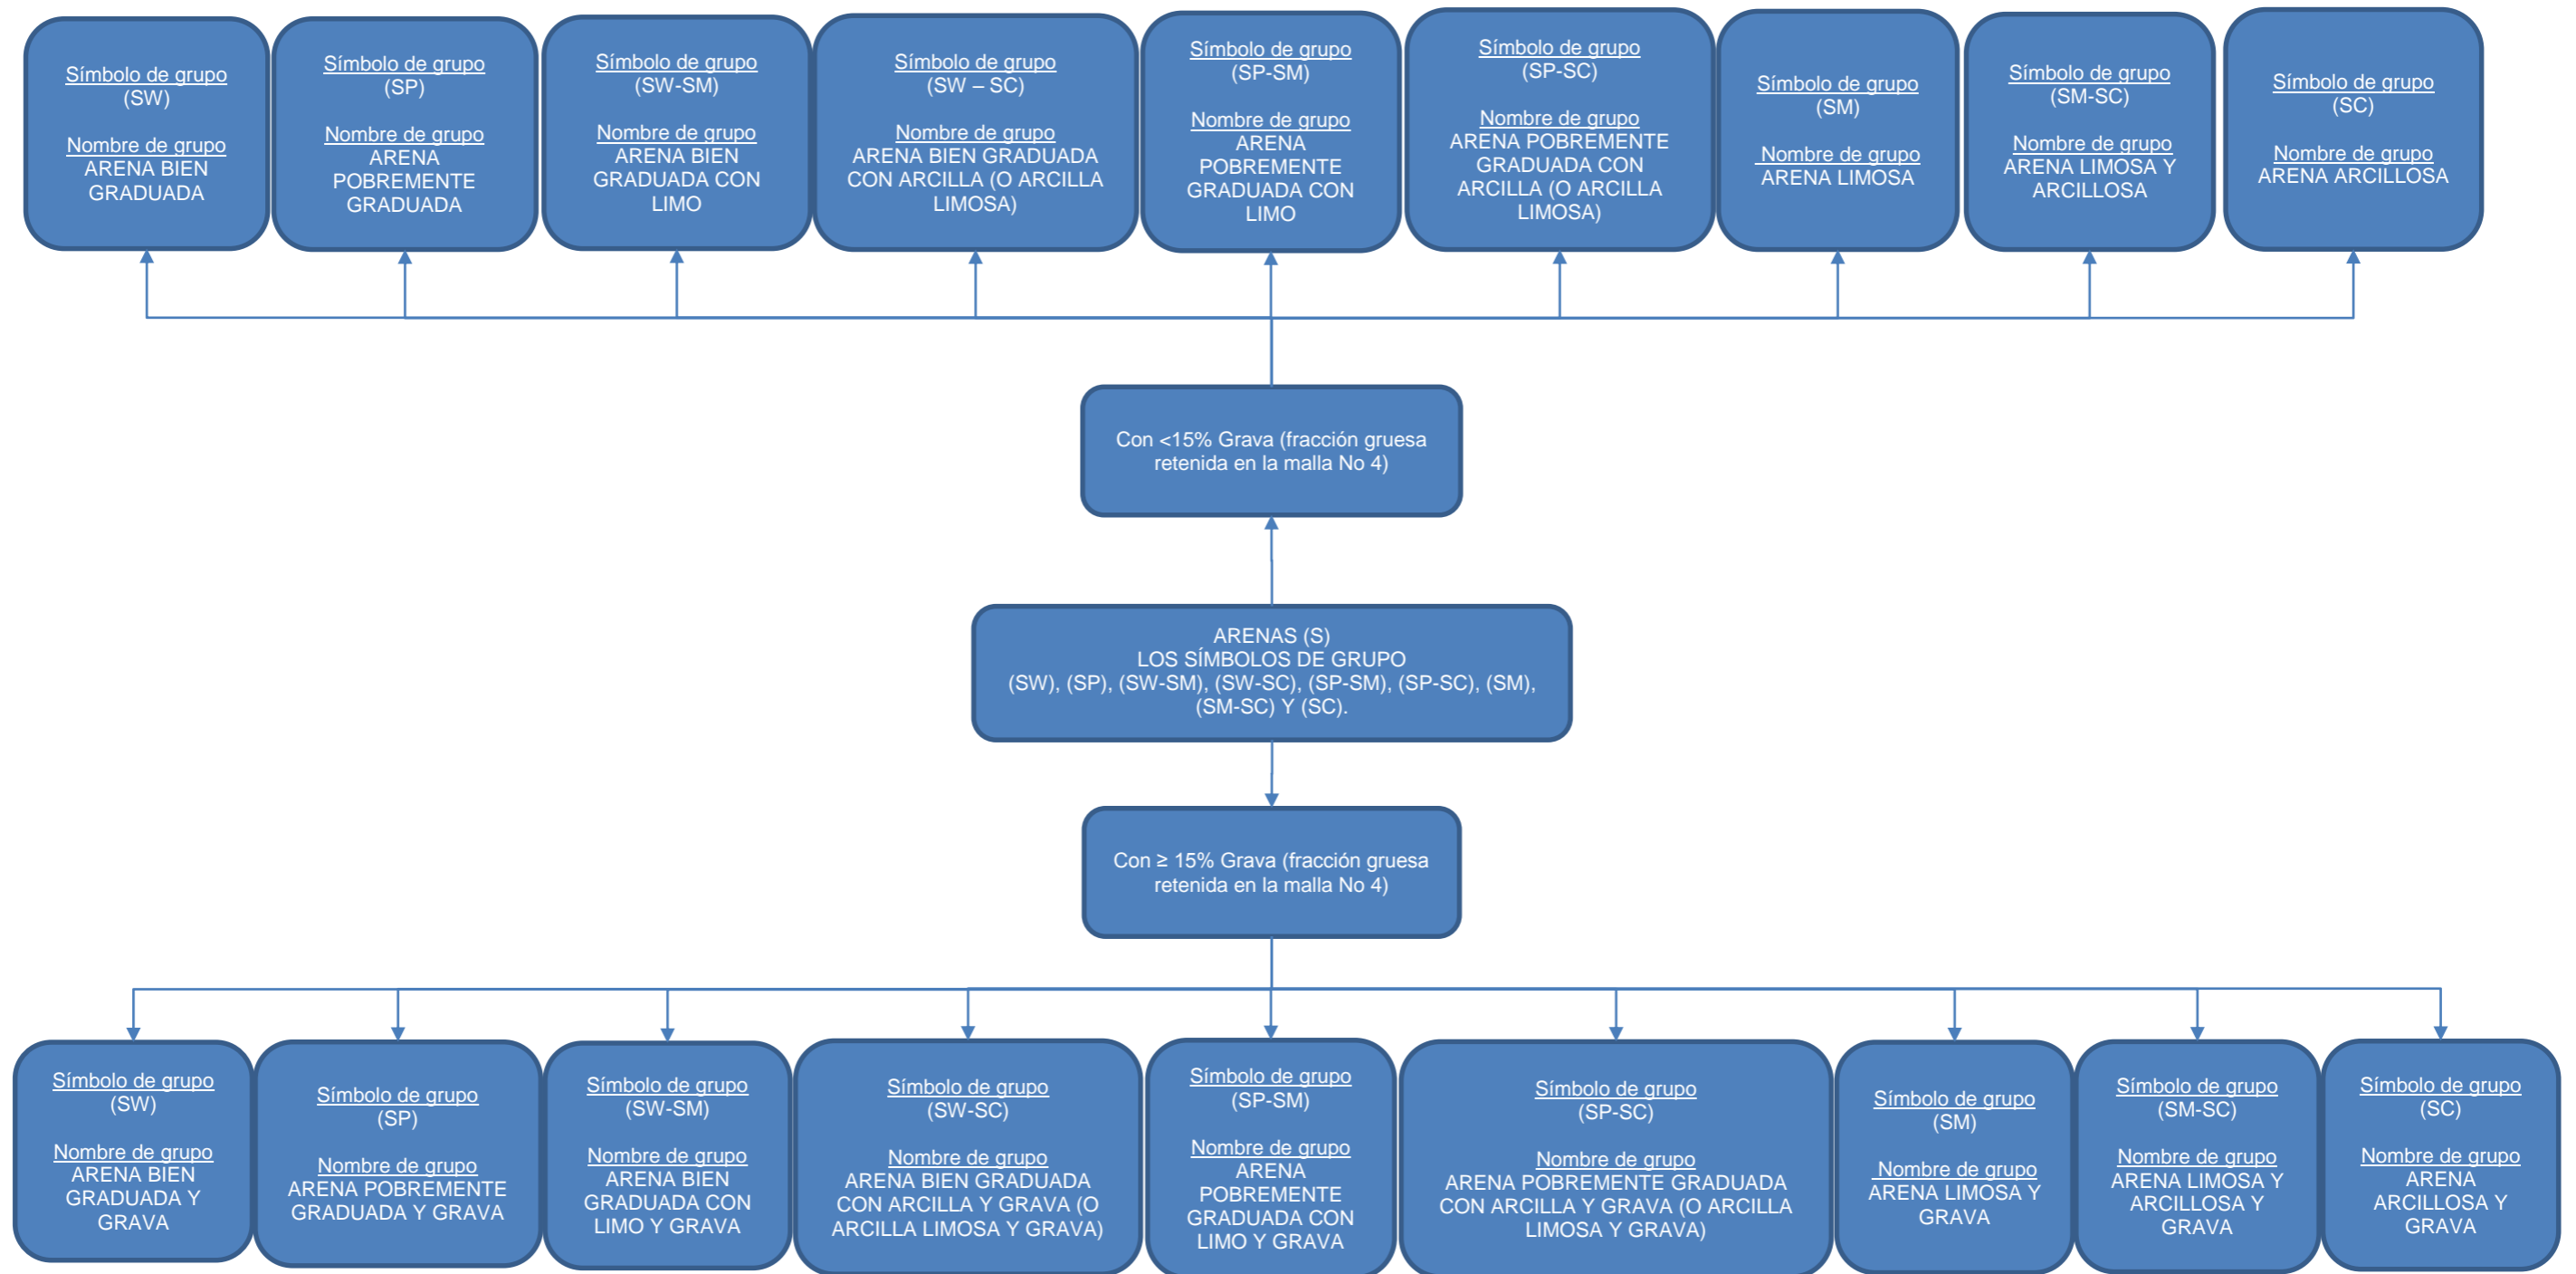 Símbolo de grupo
(SW)
Nombre de grupo
ARENA BIEN
GRADUADA
Símbolo de grupo
(SP)
Nombre de grupo
ARENA
POBREMENTE
GRADUADA
Símbolo de grupo
(SW-SM)
Nombre de grupo
ARENA BIEN
GRADUADA CON
LIMO
Símbolo de grupo
(SW – SC)
Nombre de grupo
ARENA BIEN GRADUADA
CON ARCILLA (O ARCILLA
LIMOSA)
Símbolo de grupo
(SP-SM)
Nombre de grupo
ARENA
POBREMENTE
GRADUADA CON
LIMO
Símbolo de grupo
(SP-SC)
Nombre de grupo
ARENA POBREMENTE
GRADUADA CON
ARCILLA (O ARCILLA
LIMOSA)
Símbolo de grupo
(SM)
Nombre de grupo
ARENA LIMOSA
Símbolo de grupo
(SM-SC)
Nombre de grupo
ARENA LIMOSA Y
ARCILLOSA
Símbolo de grupo
(SC)
Nombre de grupo
ARENA ARCILLOSA
Con <15% Grava (fracción gruesa
retenida en la malla No 4)
ARENAS (S)
LOS SÍMBOLOS DE GRUPO
(SW), (SP), (SW-SM), (SW-SC), (SP-SM), (SP-SC), (SM),
(SM-SC) Y (SC).
Con ≥ 15% Grava (fracción gruesa
retenida en la malla No 4)
Símbolo de grupo
(SW)
Nombre de grupo
ARENA BIEN
GRADUADA Y
GRAVA
Símbolo de grupo
(SP)
Nombre de grupo
ARENA POBREMENTE
GRADUADA Y GRAVA
Símbolo de grupo
(SW-SM)
Nombre de grupo
ARENA BIEN
GRADUADA CON
LIMO Y GRAVA
Símbolo de grupo
(SW-SC)
Nombre de grupo
ARENA BIEN GRADUADA
CON ARCILLA Y GRAVA (O
ARCILLA LIMOSA Y GRAVA)
Símbolo de grupo
(SP-SM)
Nombre de grupo
ARENA
POBREMENTE
GRADUADA CON
LIMO Y GRAVA
Símbolo de grupo
(SP-SC)
Nombre de grupo
ARENA POBREMENTE GRADUADA
CON ARCILLA Y GRAVA (O ARCILLA
LIMOSA Y GRAVA)
Símbolo de grupo
(SM)
Nombre de grupo
ARENA LIMOSA Y
GRAVA
Símbolo de grupo
(SM-SC)
Nombre de grupo
ARENA LIMOSA Y
ARCILLOSA Y
GRAVA
Símbolo de grupo
(SC)
Nombre de grupo
ARENA
ARCILLOSA Y
GRAVA